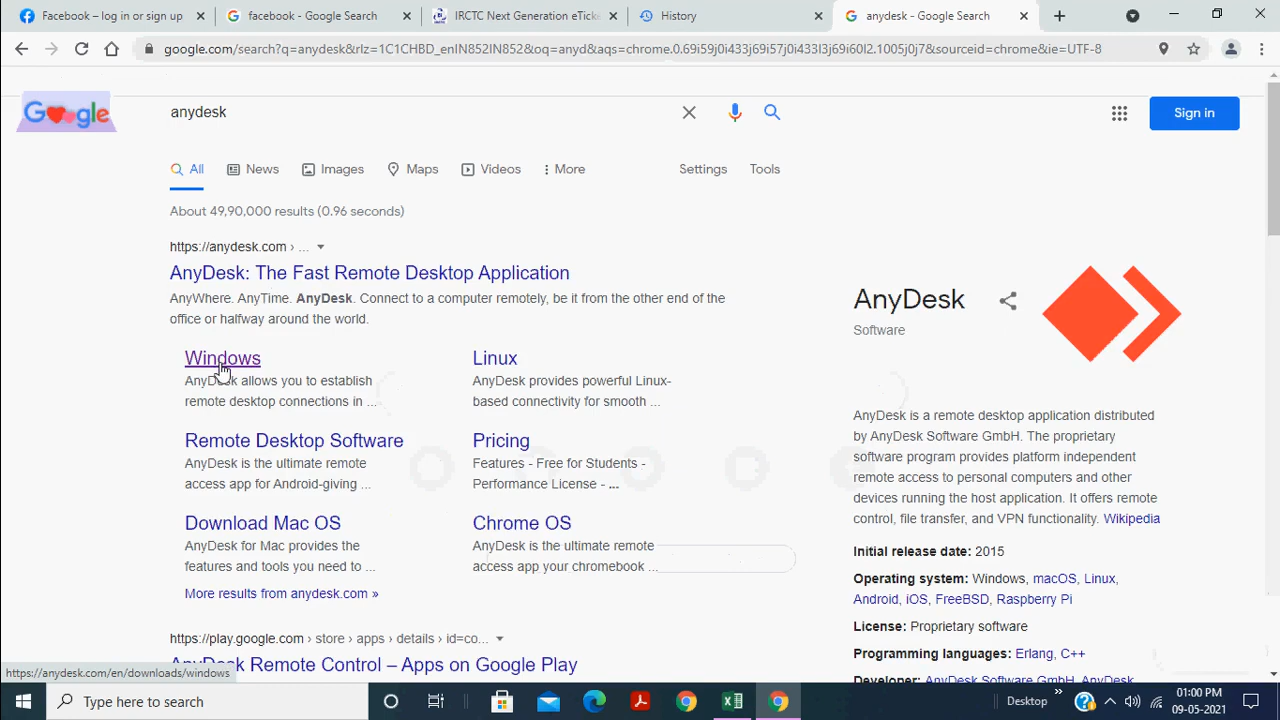 Facebook – log in or sign up
facebook - Google Search
IRCTC Next Generation eTicke
History
anydesk - Google Search
google.com/search?q=anydesk&rlz=1C1CHBD_enIN852IN852&oq=anyd&aqs=chrome.0.69i59j0i433j69i57j0i433l3j69i60l2.1005j0j7&sourceid=chrome&ie=UTF-8
Google
anydesk
Sign in
All
News
Images
Maps
Videos
More
Settings
Tools
About 49,90,000 results (0.96 seconds)
https://anydesk.com › ...
AnyDesk: The Fast Remote Desktop Application
AnyWhere. AnyTime. AnyDesk. Connect to a computer remotely, be it from the other end of the
office or halfway around the world.
Windows
AnyDesk allows you to establish
remote desktop connections in ...
Linux
AnyDesk provides powerful Linux-
based connectivity for smooth ...
Remote Desktop Software
AnyDesk is the ultimate remote
access app for Android-giving ...
Pricing
Features - Free for Students -
Performance License - ...
Download Mac OS
AnyDesk for Mac provides the
features and tools you need to ...
Chrome OS
AnyDesk is the ultimate remote
access app your chromebook ...
More results from anydesk.com »
https://play.google.com › store › apps › details › id=co...
AnyDesk Remote Control – Apps on Google Play
AnyDesk
Software
AnyDesk is a remote desktop application distributed
by AnyDesk Software GmbH. The proprietary
software program provides platform independent
remote access to personal computers and other
devices running the host application. It offers remote
control, file transfer, and VPN functionality. Wikipedia
Initial release date: 2015
Operating system: Windows, macOS, Linux,
Android, iOS, FreeBSD, Raspberry Pi
License: Proprietary software
Programming languages: Erlang, C++
Developer: AnyDesk Software GmbH, AnyDesk
https://anydesk.com/en/downloads/windows
Type here to search
Desktop
01:00 PM
09-05-2021